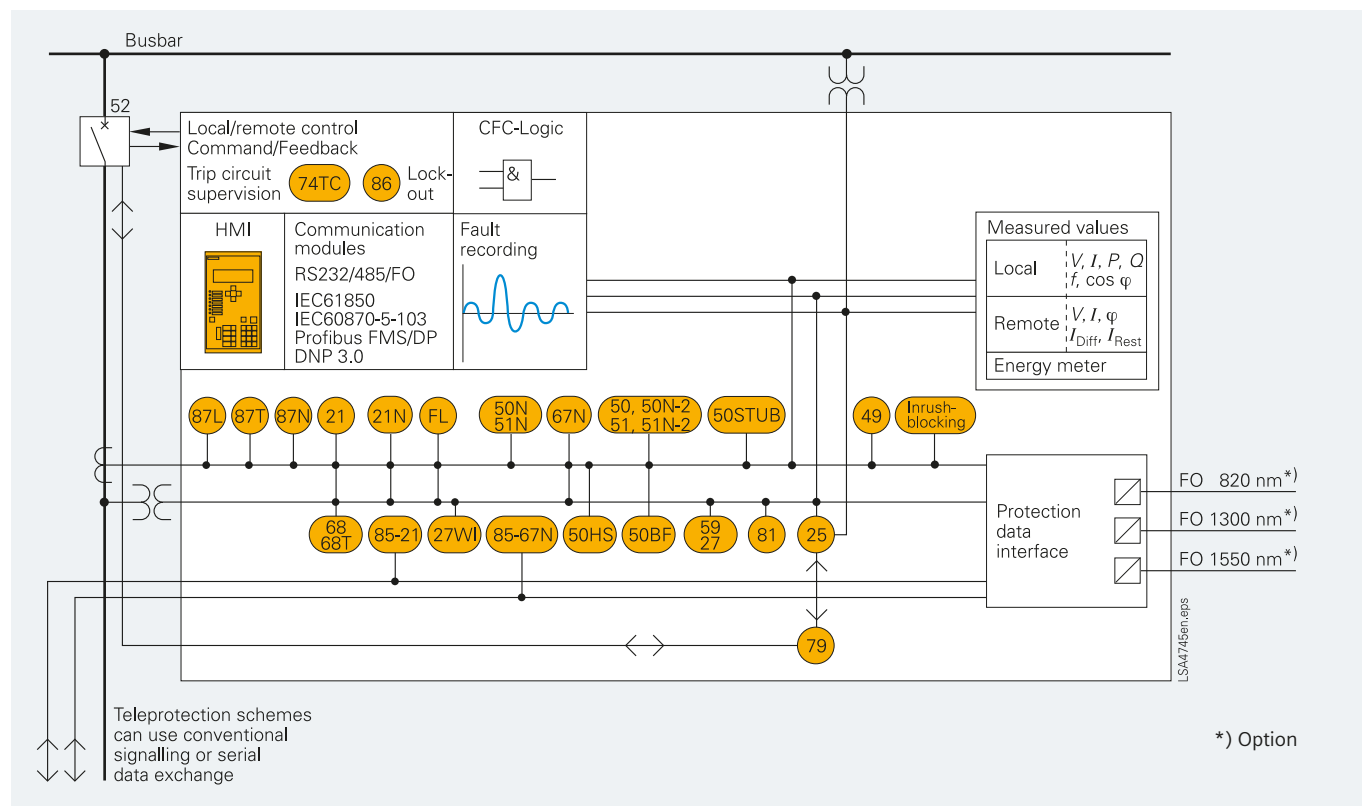 Busbar
52
Local/remote control
Command/Feedback
Trip circuit
supervision
74TC
86
Lock-
out
CFC-Logic
&
HMI
Communication
modules
RS232/485/FO
IEC61850
IEC60870-5-103
Profibus FMS/DP
DNP 3.0
Fault
recording
Measured values
Local
V, I, P, Q
f, cos φ
Remote
V, I, φ
I_Diff, I_Rest
Energy meter
87L
87T
87N
21
21N
FL
50N
51N
67N
50, 50N-2
51, 51N-2
50STUB
49
Inrush-
blocking
68
68T
85-21
27WI
85-67N
50HS
50BF
59
27
81
25
79
Protection
data
interface
FO 820 nm*)
FO 1300 nm*)
FO 1550 nm*)
LSA4745en.eps
Teleprotection schemes
can use conventional
signalling or serial
data exchange
*) Option